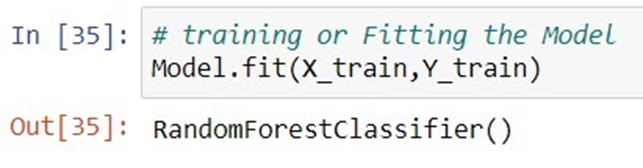 In [35]: # training or Fitting the Model
Model.fit(X_train,Y_train)
Out[35]: RandomForestClassifier()